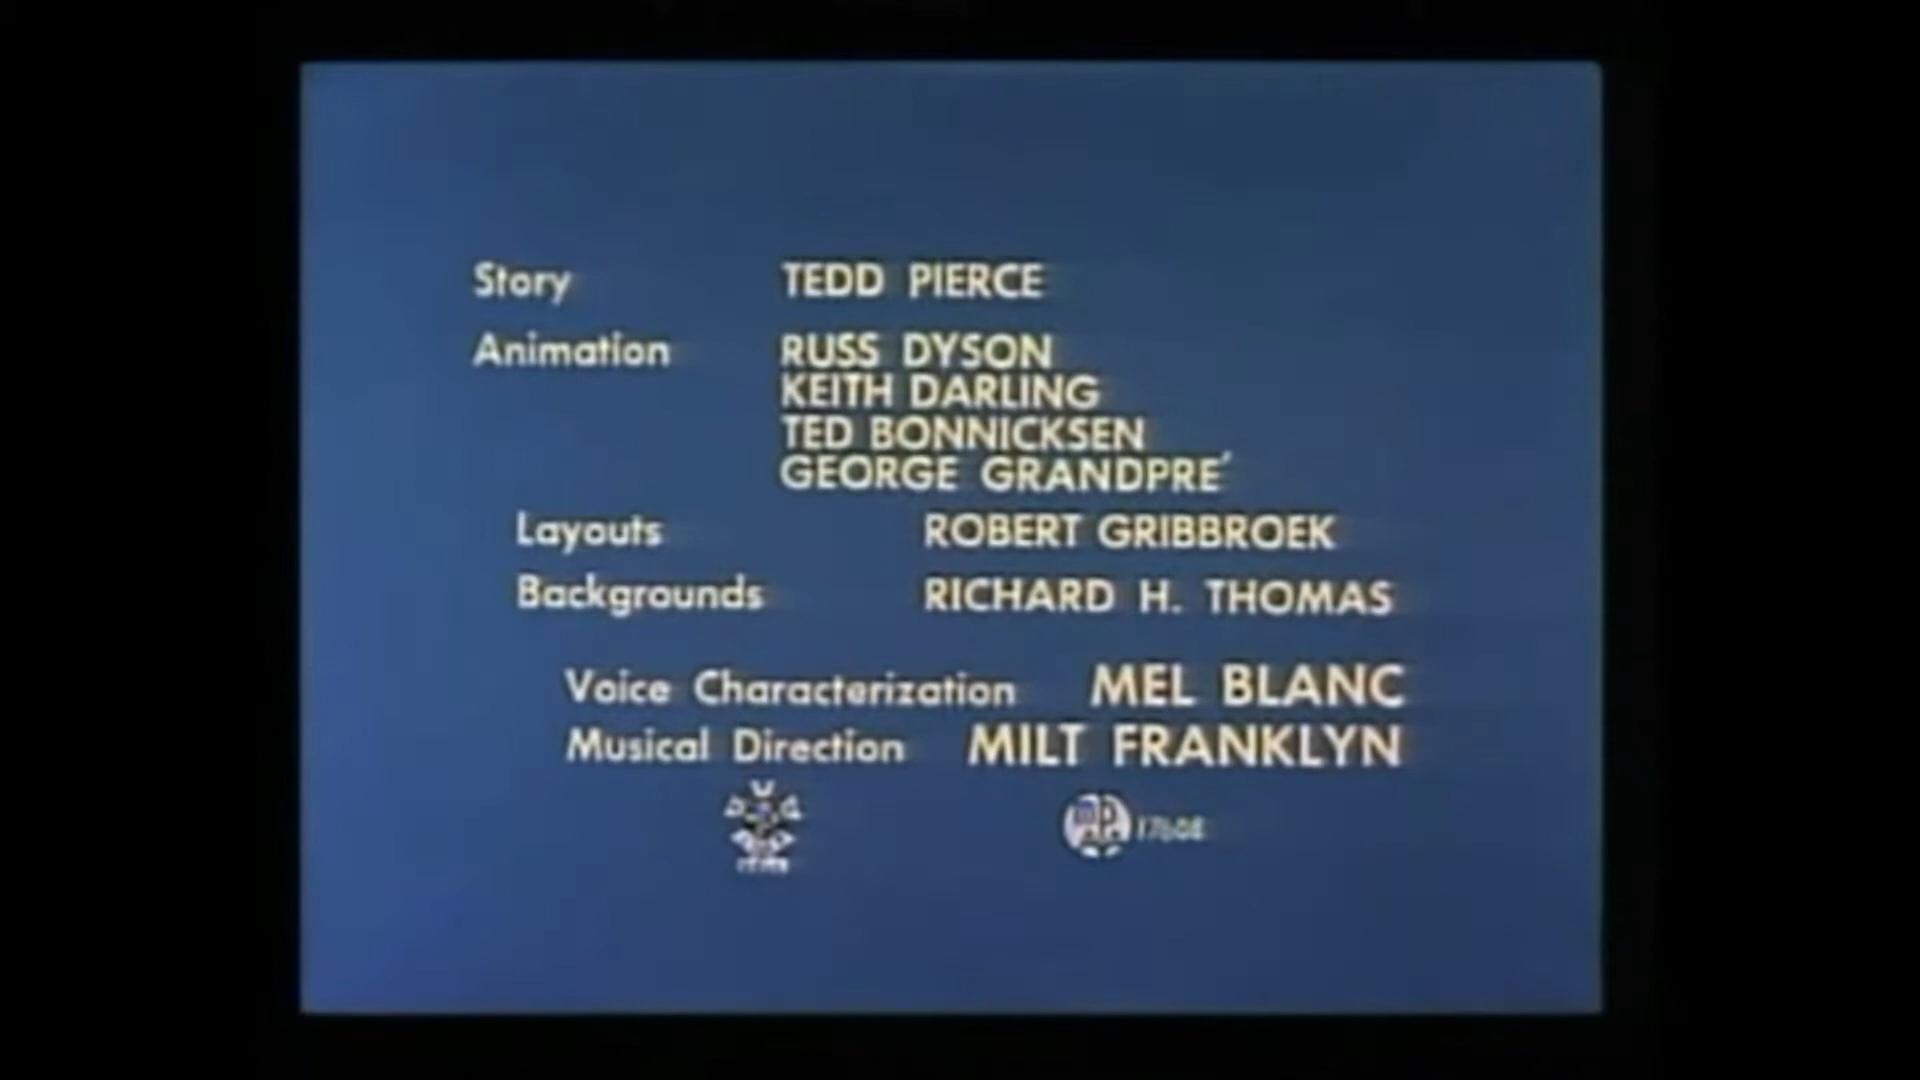 Story TEDD PIERCE
Animation RUSS DYSON
KEITH DARLING
TED BONNICKSEN
GEORGE GRANDPRÉ
Layouts ROBERT GRIBBROEK
Backgrounds RICHARD H. THOMAS
Voice Characterization MEL BLANC
Musical Direction MILT FRANKLYN